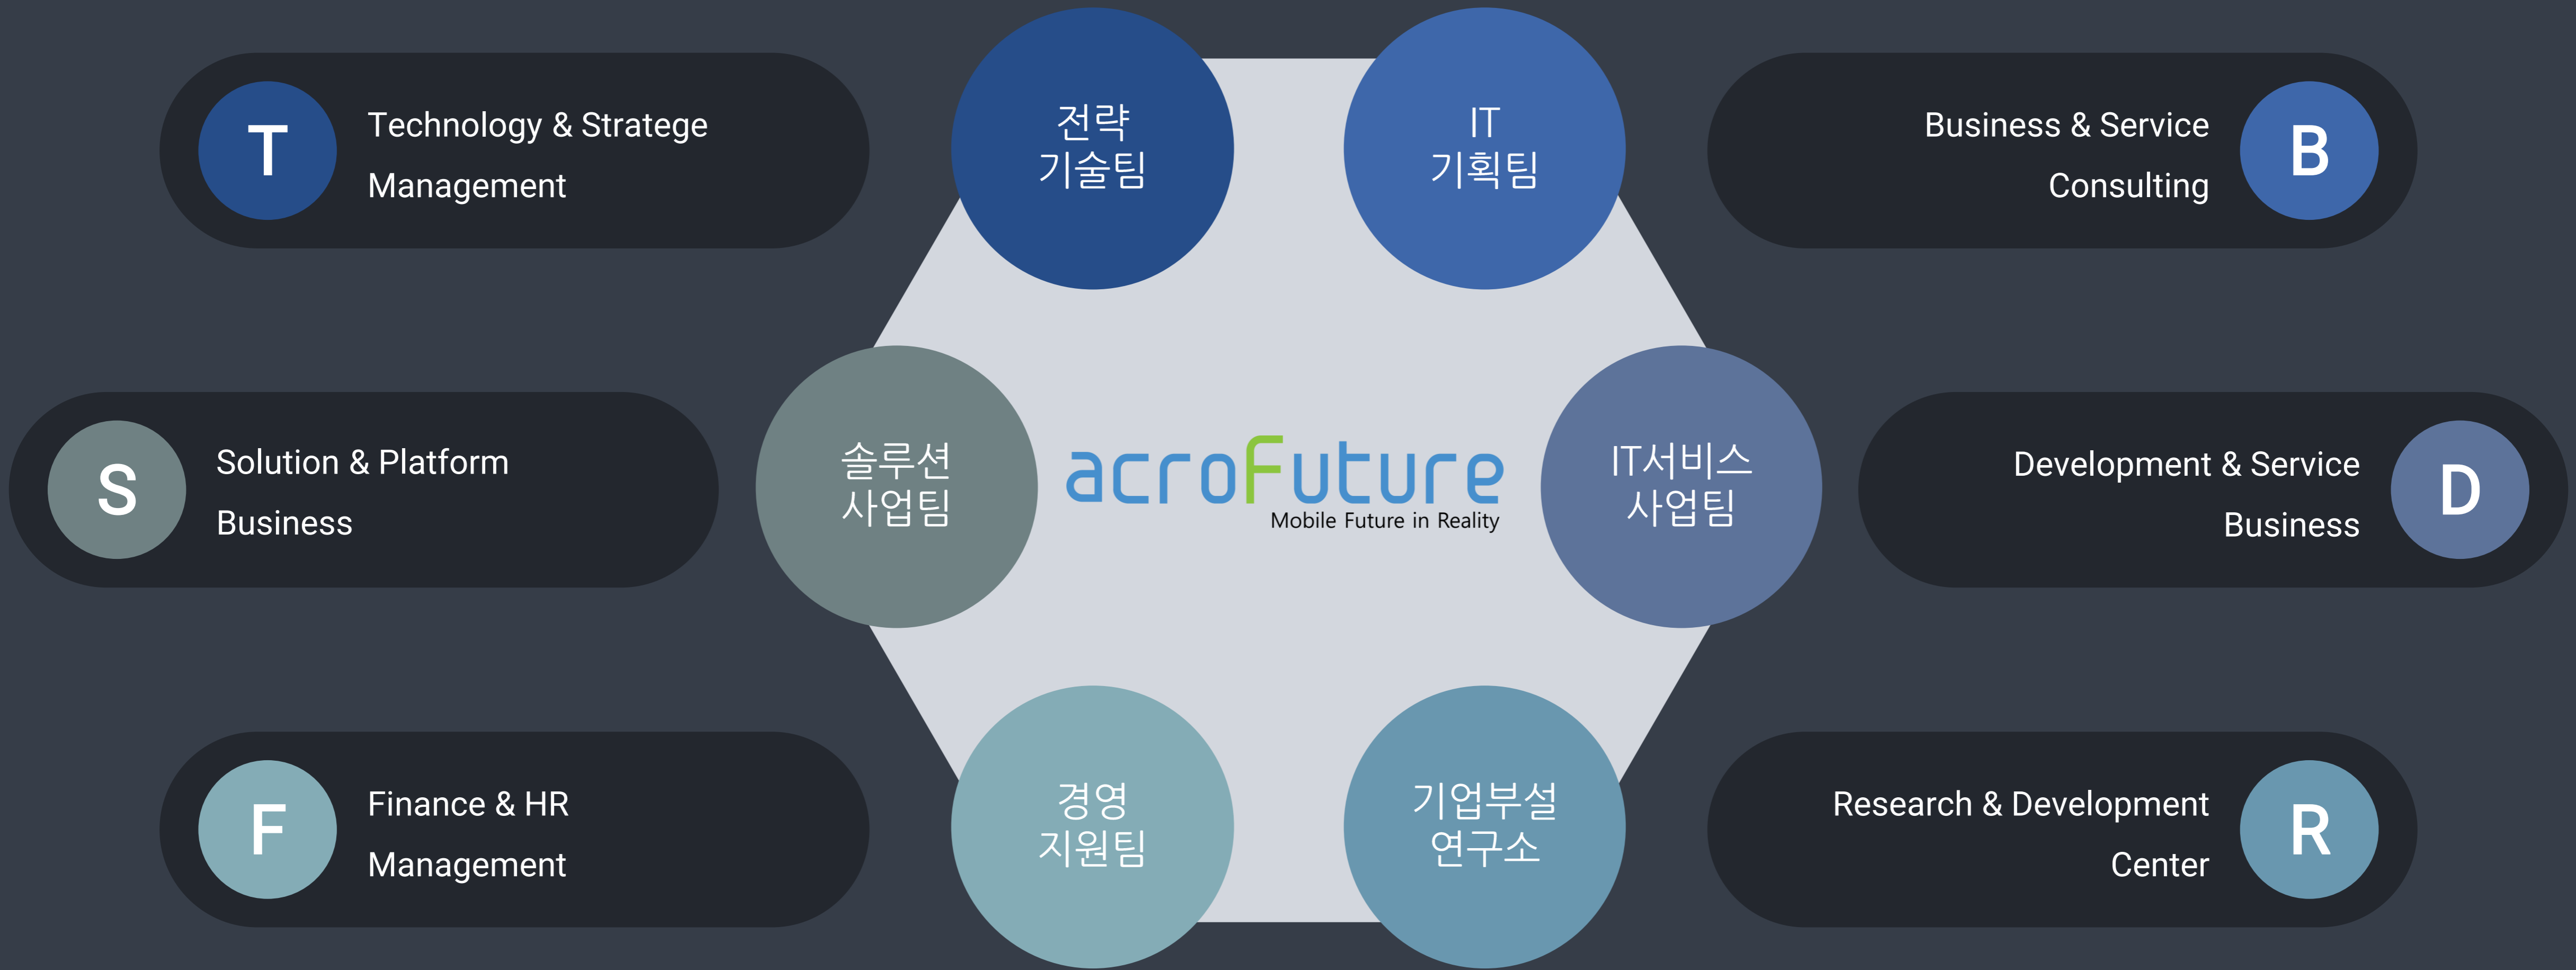 T
Technology & Stratege
Management
전략
기술팀
IT
기획팀
Business & Service
Consulting
B
S
Solution & Platform
Business
솔루션
사업팀
acroFuture
Mobile Future in Reality
IT서비스
사업팀
Development & Service
Business
D
F
Finance & HR
Management
경영
지원팀
기업부설
연구소
Research & Development
Center
R